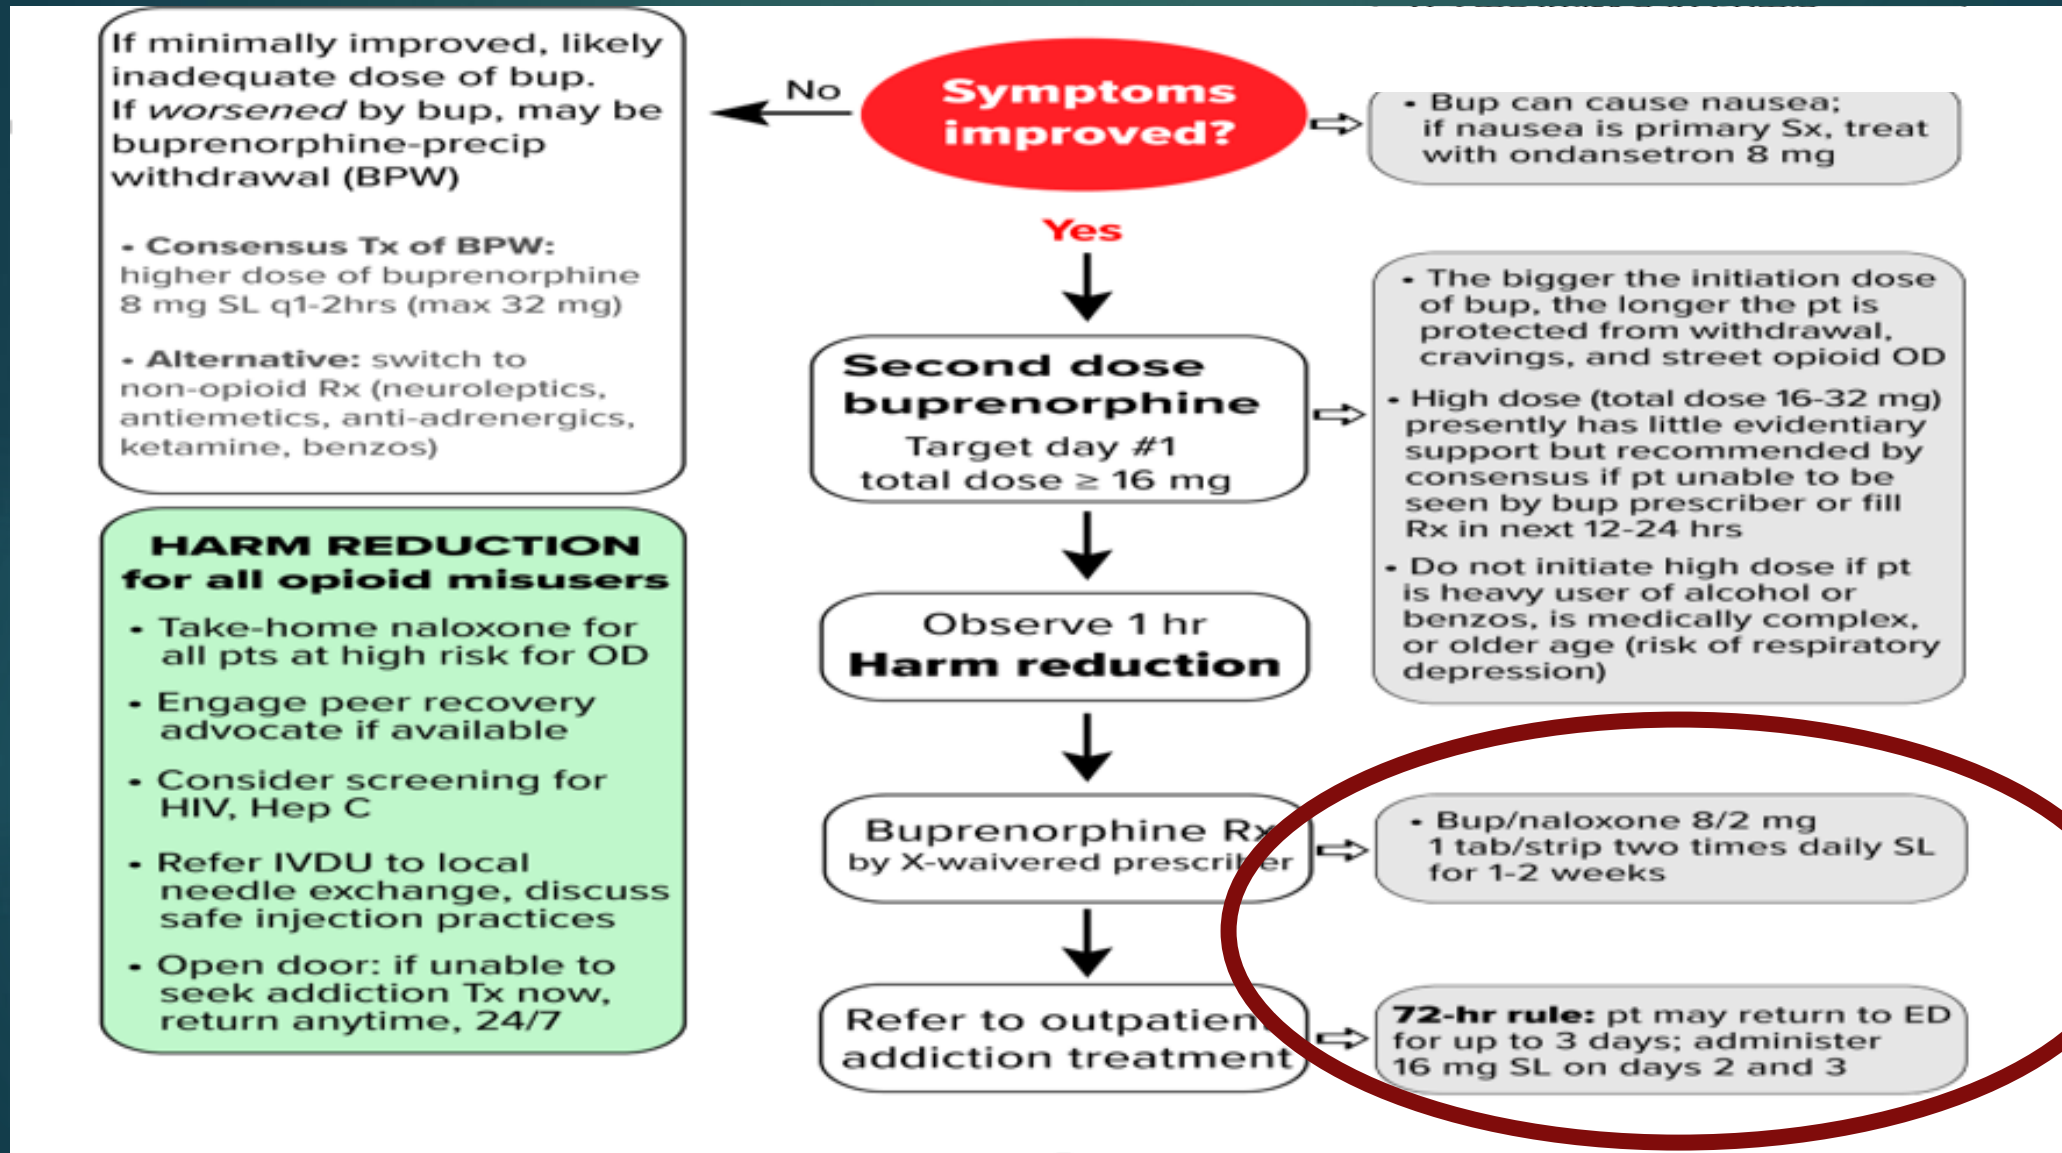 If minimally improved, likely
inadequate dose of bup.
If worsened by bup, may be
buprenorphine-precip
withdrawal (BPW)
• Consensus Tx of BPW:
higher dose of buprenorphine
8 mg SL q1-2hrs (max 32 mg)
• Alternative: switch to
non-opioid Rx (neuroleptics,
antiemetics, anti-adrenergics,
ketamine, benzos)
No
Symptoms
improved?
• Bup can cause nausea;
if nausea is primary Sx, treat
with ondansetron 8 mg
Yes
Second dose
buprenorphine
Target day #1
total dose ≥ 16 mg
• The bigger the initiation dose
of bup, the longer the pt is
protected from withdrawal,
cravings, and street opioid OD
• High dose (total dose 16-32 mg)
presently has little evidentiary
support but recommended by
consensus if pt unable to be
seen by bup prescriber or fill
Rx in next 12-24 hrs
• Do not initiate high dose if pt
is heavy user of alcohol or
benzos, is medically complex,
or older age (risk of respiratory
depression)
HARM REDUCTION
for all opioid misusers
• Take-home naloxone for
all pts at high risk for OD
• Engage peer recovery
advocate if available
• Consider screening for
HIV, Hep C
• Refer IVDU to local
needle exchange, discuss
safe injection practices
• Open door: if unable to
seek addiction Tx now,
return anytime, 24/7
Observe 1 hr
Harm reduction
Buprenorphine Rx
by X-waivered prescriber
• Bup/naloxone 8/2 mg
1 tab/strip two times daily SL
for 1-2 weeks
Refer to outpatient
addiction treatment
72-hr rule: pt may return to ED
for up to 3 days; administer
16 mg SL on days 2 and 3